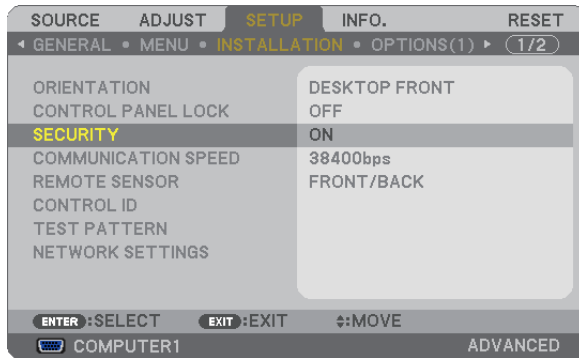 SOURCE ADJUST SETUP INFO. RESET
GENERAL • MENU • INSTALLATION • OPTIONS(1) 1/2
ORIENTATION DESKTOP FRONT
CONTROL PANEL LOCK OFF
SECURITY ON
COMMUNICATION SPEED 38400bps
REMOTE SENSOR FRONT/BACK
CONTROL ID
TEST PATTERN
NETWORK SETTINGS
ENTER:SELECT EXIT:EXIT :MOVE
COMPUTER1 ADVANCED